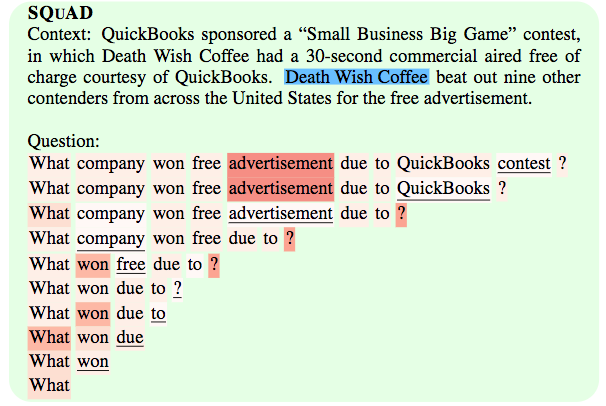 SQUAD
Context: QuickBooks sponsored a “Small Business Big Game” contest,
in which Death Wish Coffee had a 30-second commercial aired free of
charge courtesy of QuickBooks. Death Wish Coffee beat out nine other
contenders from across the United States for the free advertisement.
Question:
What company won free advertisement due to QuickBooks contest ?
What company won free advertisement due to QuickBooks ?
What company won free advertisement due to ?
What company won free due to ?
What won free due to ?
What won due to ?
What won due to
What won due
What won
What